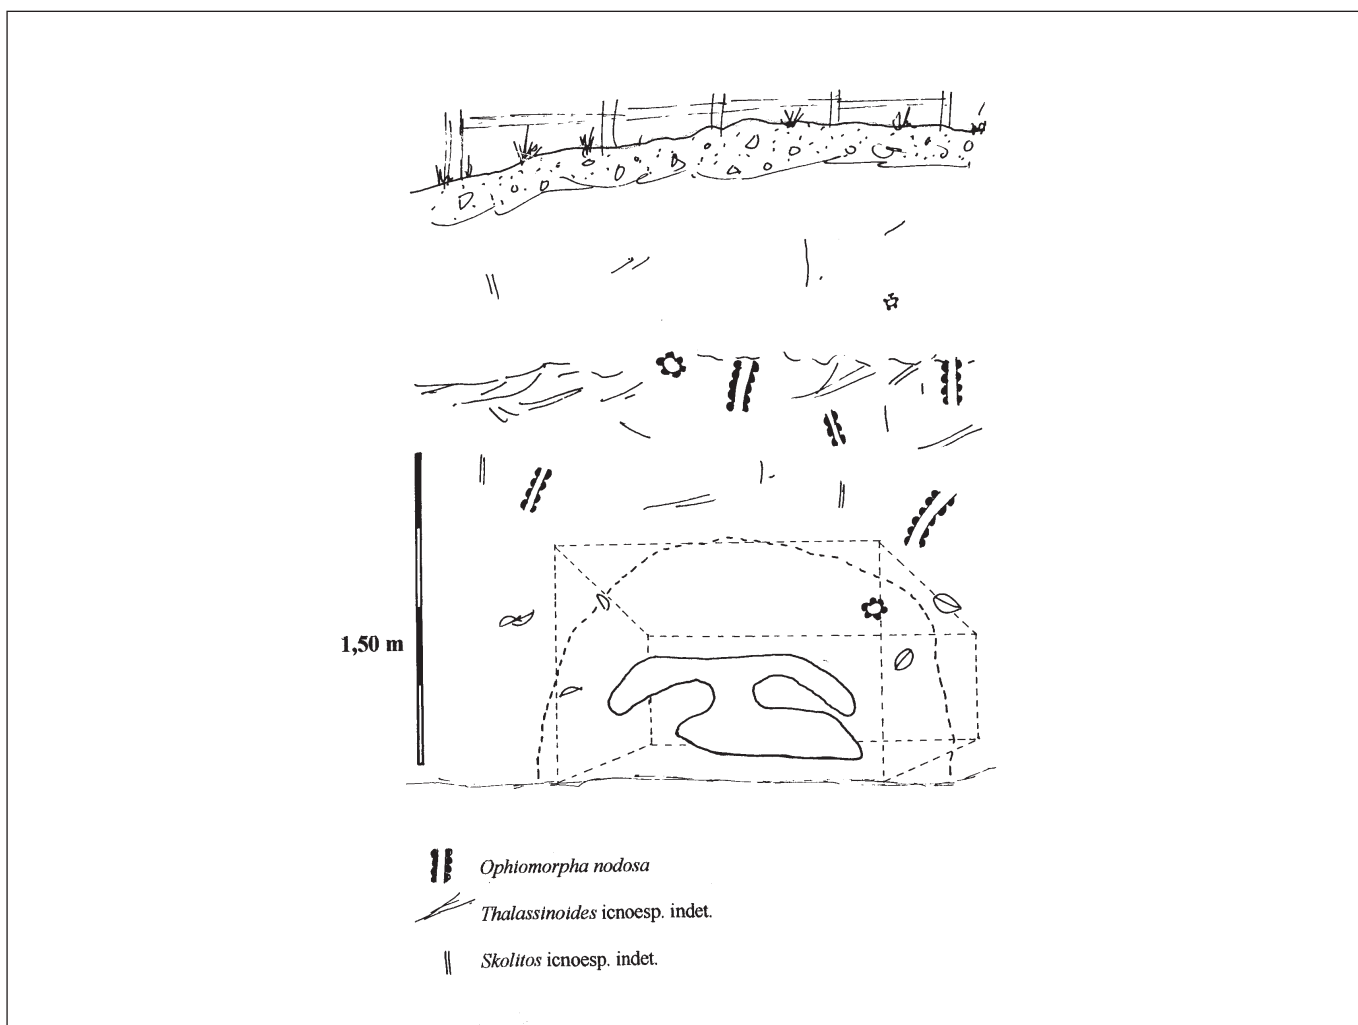 1,50 m
Ophiomorpha nodosa
Thalassinoides icnoesp. indet.
Skolitos icnoesp. indet.